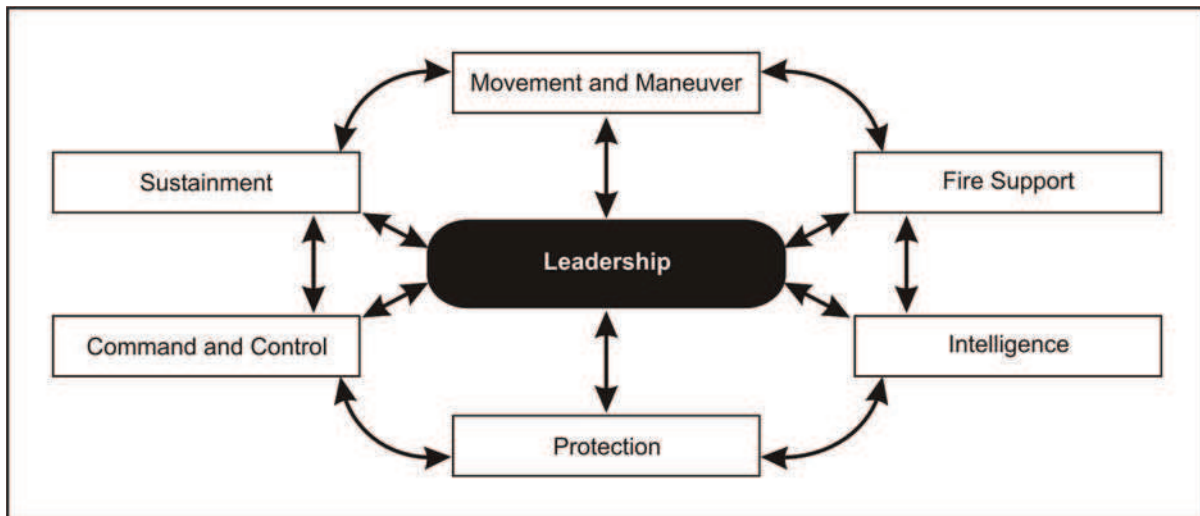 Movement and Maneuver
Sustainment
Fire Support
Leadership
Command and Control
Intelligence
Protection